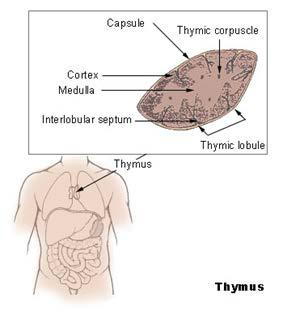 Capsule
Thymic corpuscle
Cortex
Medulla
Interlobular septum
Thymic lobule
Thymus
Thymus